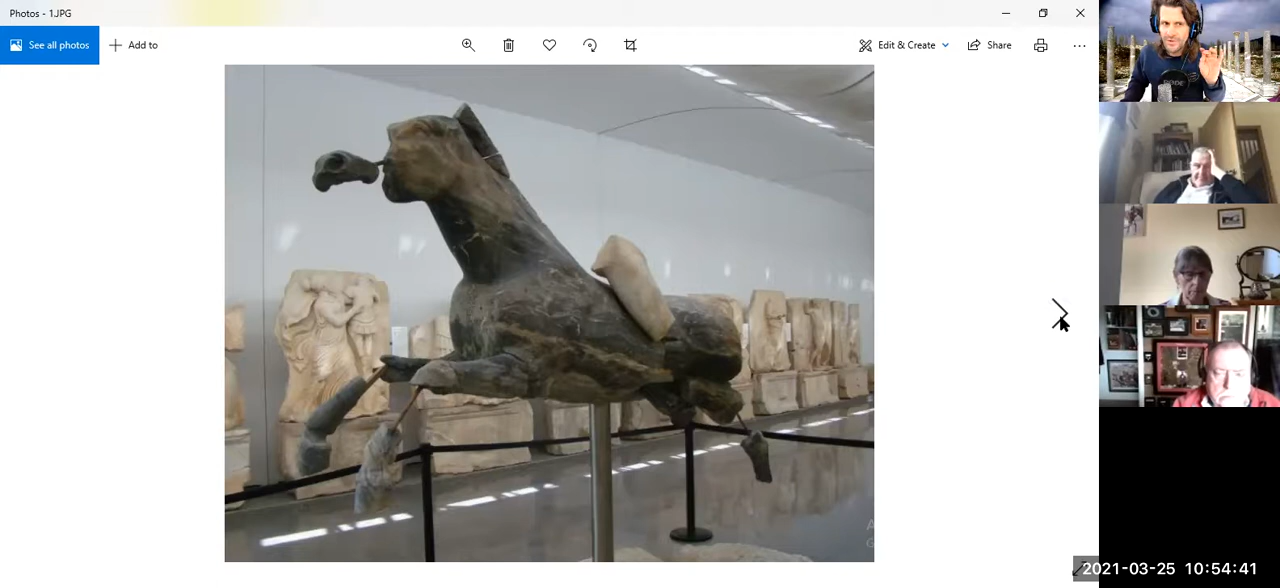 Photos - 1.JPG
See all photos
Add to
Edit & Create
Share
2021-03-25 10:54:41